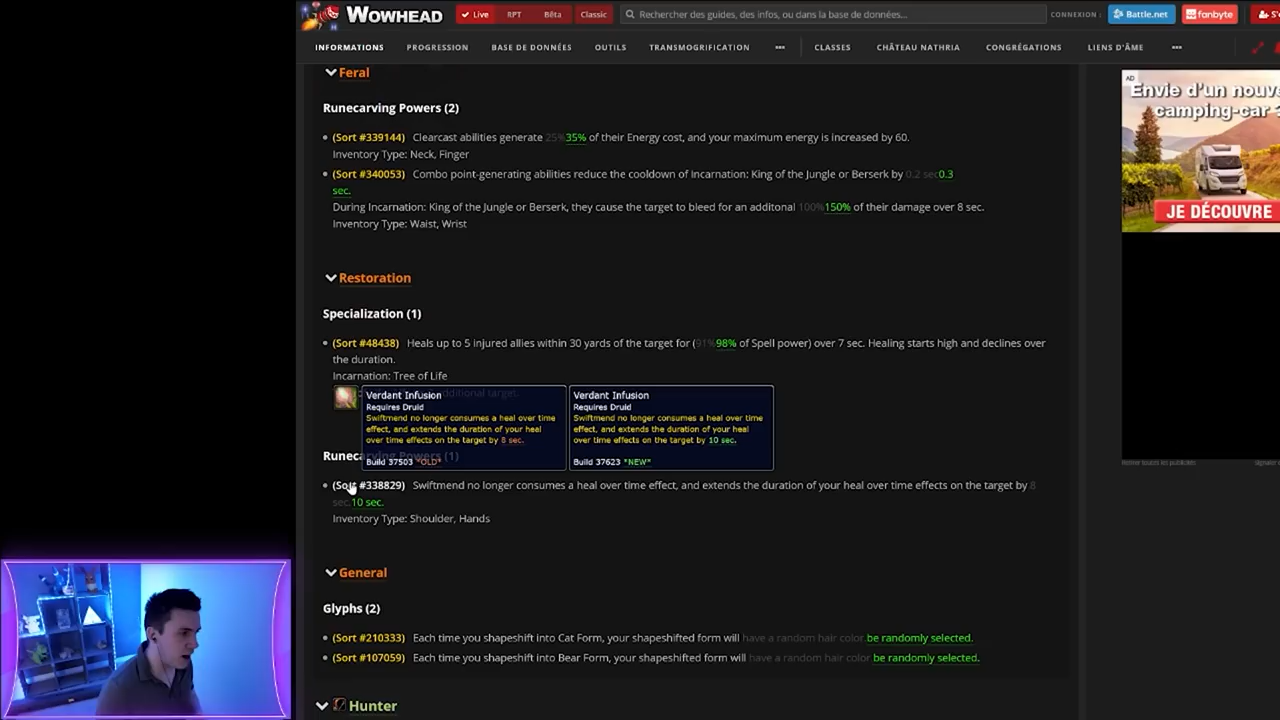 WOWHEAD
Live RPT Bêta Classic
Rechercher des guides, des infos, ou dans la base de données...
CONNEXION : Battle.net fanbyte
INFORMATIONS PROGRESSION BASE DE DONNÉES OUTILS TRANSMOGRIFICATION ••• CLASSES CHÂTEAU NATHRIA CONGRÉGATIONS LIENS D'ÂME •••
Feral
Runecarving Powers (2)
(Sort #339144) Clearcast abilities generate 25%35% of their Energy cost, and your maximum energy is increased by 60.
Inventory Type: Neck, Finger
(Sort #340053) Combo point-generating abilities reduce the cooldown of Incarnation: King of the Jungle or Berserk by 0.2 sec0.3
sec.
During Incarnation: King of the Jungle or Berserk, they cause the target to bleed for an additonal 100%150% of their damage over 8 sec.
Inventory Type: Waist, Wrist
Restoration
Specialization (1)
(Sort #48438) Heals up to 5 injured allies within 30 yards of the target for (91%98% of Spell power) over 7 sec. Healing starts high and declines over
the duration.
Incarnation: Tree of Life
additional target.
Verdant Infusion
Requires Druid
Swiftmend no longer consumes a heal over time
effect, and extends the duration of your heal
over time effects on the target by 8 sec.
Build 37503 *OLD*
Verdant Infusion
Requires Druid
Swiftmend no longer consumes a heal over time
effect, and extends the duration of your heal
over time effects on the target by 10 sec.
Build 37623 *NEW*
Runecarving Powers (1)
(Sort #338829) Swiftmend no longer consumes a heal over time effect, and extends the duration of your heal over time effects on the target by 8
sec.10 sec.
Inventory Type: Shoulder, Hands
General
Glyphs (2)
(Sort #210333) Each time you shapeshift into Cat Form, your shapeshifted form will have a random hair color.be randomly selected.
(Sort #107059) Each time you shapeshift into Bear Form, your shapeshifted form will have a random hair color.be randomly selected.
Hunter
AD
Envie d'un nouv
camping-car
JE DÉCOUVRE